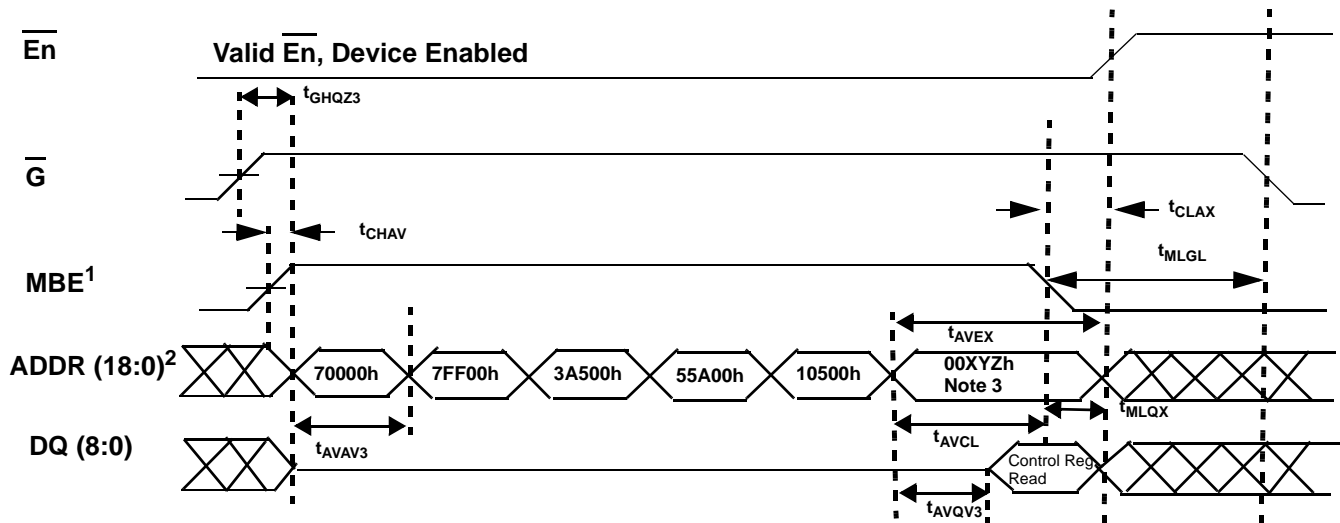 En
Valid En, Device Enabled
tGHQZ3
G
tCHAV
tCLAX
tMLGL
MBE1
tAVEX
ADDR (18:0)2
70000h
7FF00h
3A500h
55A00h
10500h
00XYZh
Note 3
tMLQX
DQ (8:0)
tAVAV3
tAVCL
Control Reg
Read
tAVQV3